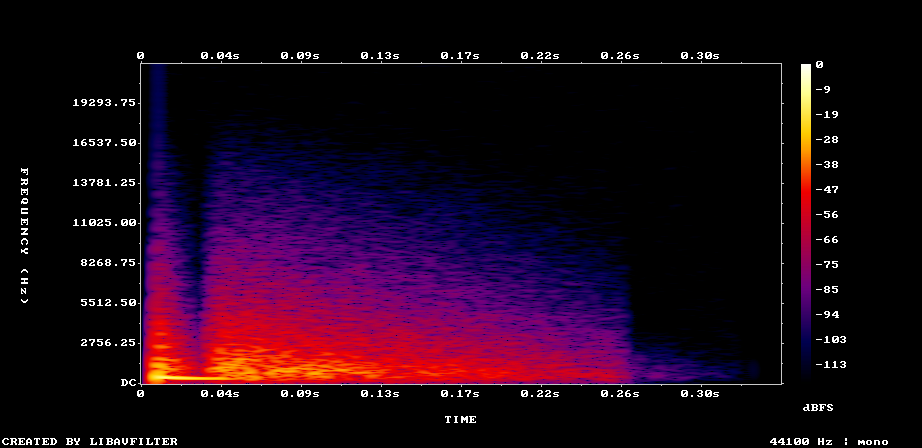 0 0.04s 0.09s 0.13s 0.17s 0.22s 0.26s 0.30s
0
-9
-19
-28
-38
-47
-56
-66
-75
-85
-94
-103
-113
dBFS
19293.75
16537.50
13781.25
11025.00
8268.75
5512.50
2756.25
DC
FREQUENCY (Hz)
0 0.04s 0.09s 0.13s 0.17s 0.22s 0.26s 0.30s
TIME
CREATED BY LIBAVFILTER
44100 Hz | mono